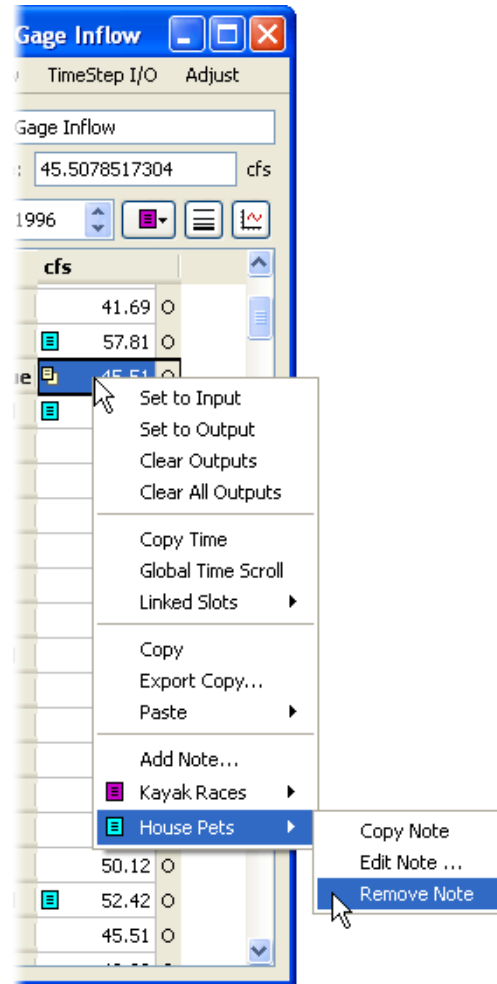 Gage Inflow
TimeStep I/O Adjust
Gage Inflow
: 45.5078517304 cfs
1996
cfs
41.69 O
57.81 O
45.51 O
Set to Input
Set to Output
Clear Outputs
Clear All Outputs
Copy Time
Global Time Scroll
Linked Slots
Copy
Export Copy...
Paste
Add Note...
Kayak Races
House Pets
Copy Note
Edit Note ...
Remove Note
50.12 O
52.42 O
45.51 O